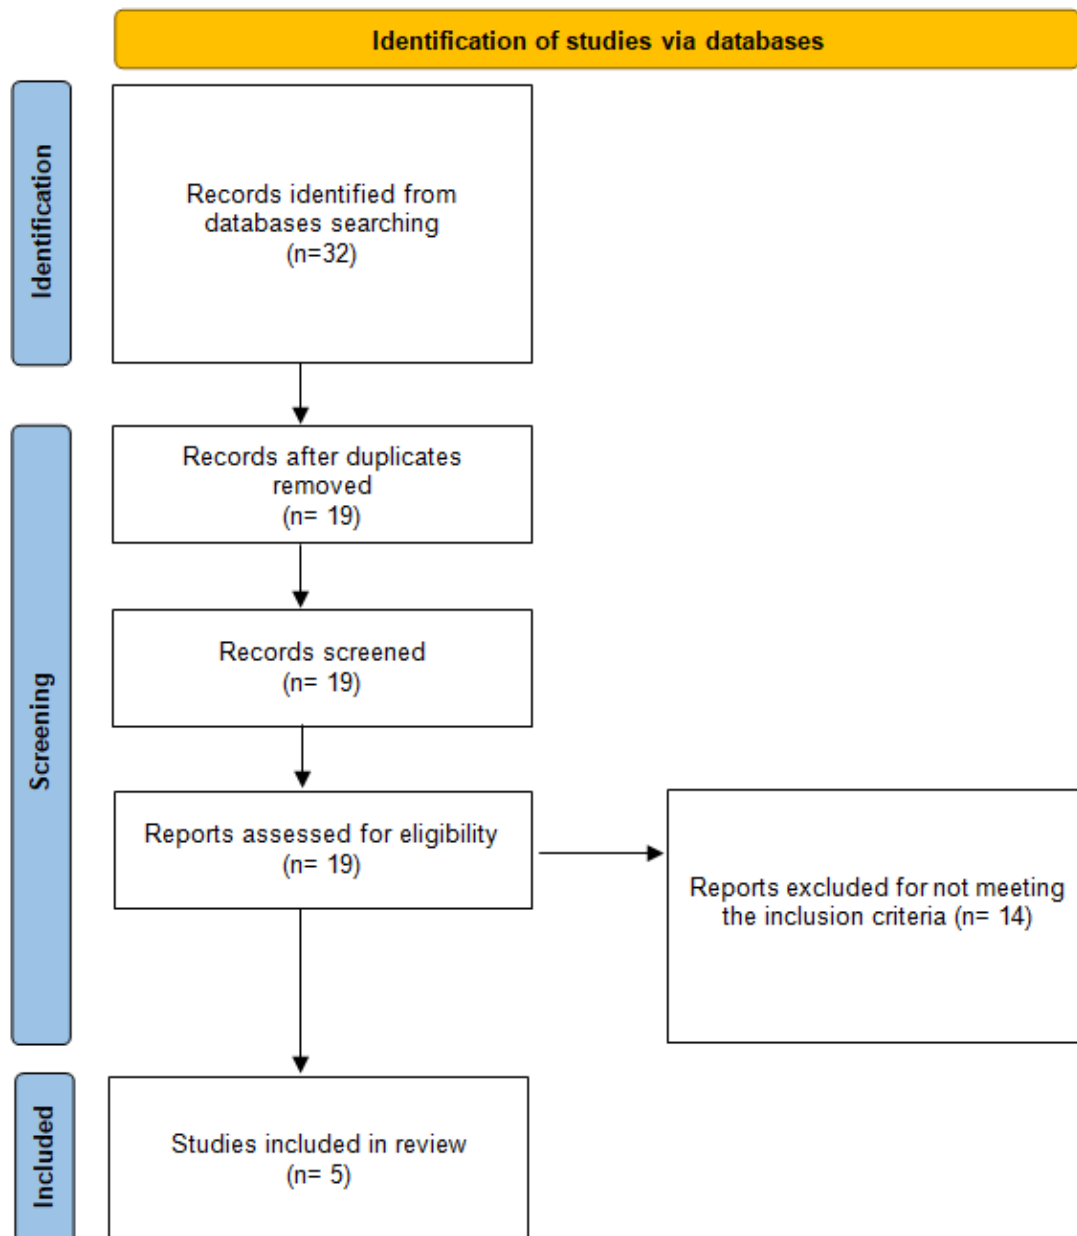 Identification of studies via databases
Identification
Records identified from
databases searching
(n=32)
Screening
Records after duplicates
removed
(n= 19)
Records screened
(n= 19)
Reports assessed for eligibility
(n= 19)
Reports excluded for not meeting
the inclusion criteria (n= 14)
Included
Studies included in review
(n= 5)